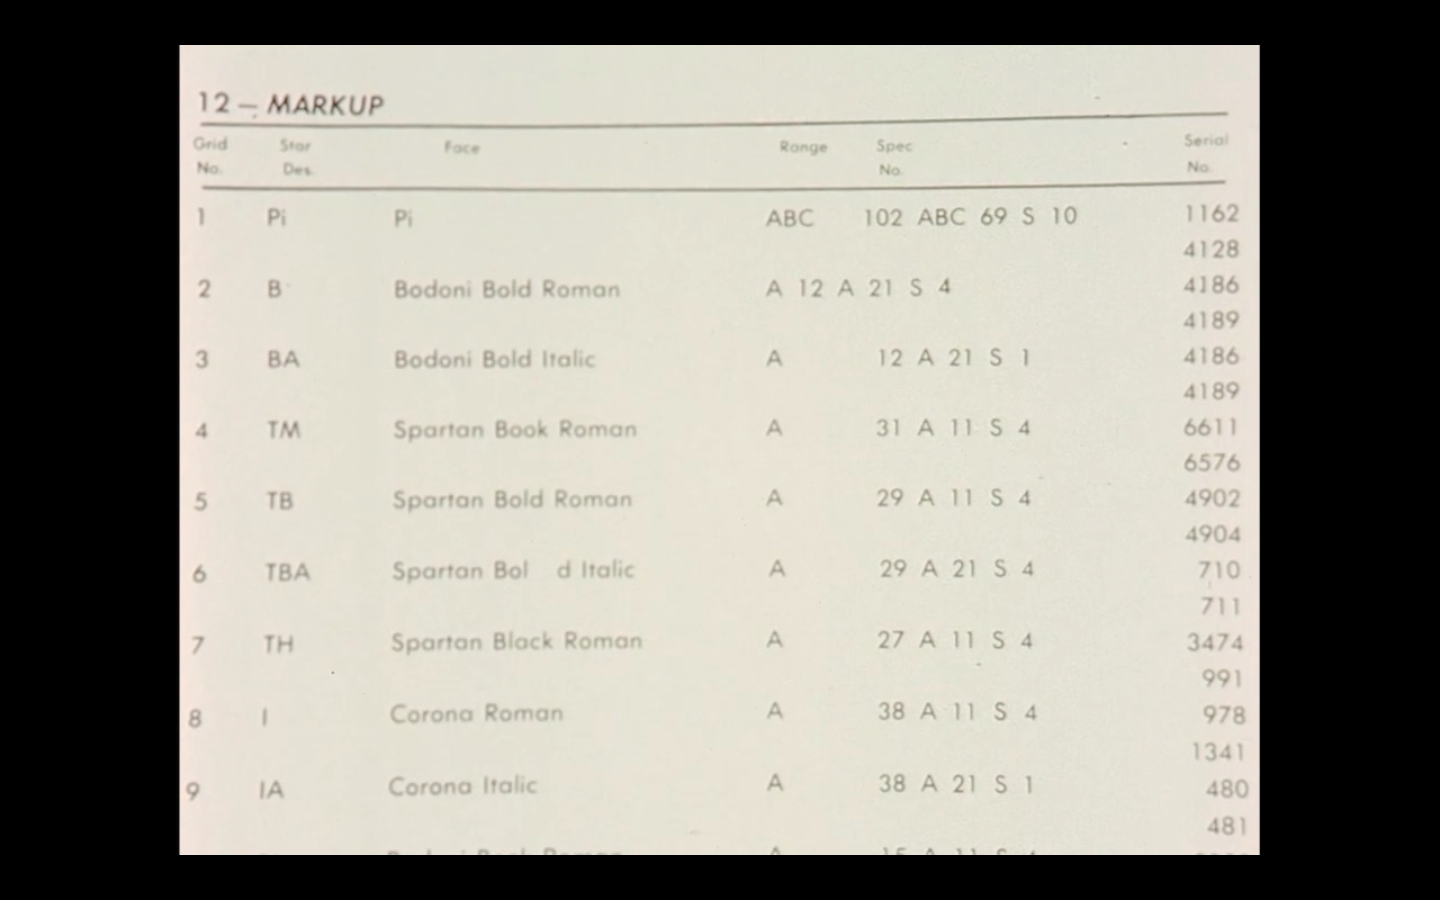 12 — MARKUP
Grid No. Star Des. Face Range Spec No. Serial No.
1 Pi Pi ABC 102 ABC 69 S 10 1162
4128
2 B Bodoni Bold Roman A 12 A 21 S 4 4186
4189
3 BA Bodoni Bold Italic A 12 A 21 S 1 4186
4189
4 TM Spartan Book Roman A 31 A 11 S 4 6611
6576
5 TB Spartan Bold Roman A 29 A 11 S 4 4902
4904
6 TBA Spartan Bol d Italic A 29 A 21 S 4 710
711
7 TH Spartan Black Roman A 27 A 11 S 4 3474
991
8 I Corona Roman A 38 A 11 S 4 978
1341
9 IA Corona Italic A 38 A 21 S 1 480
481